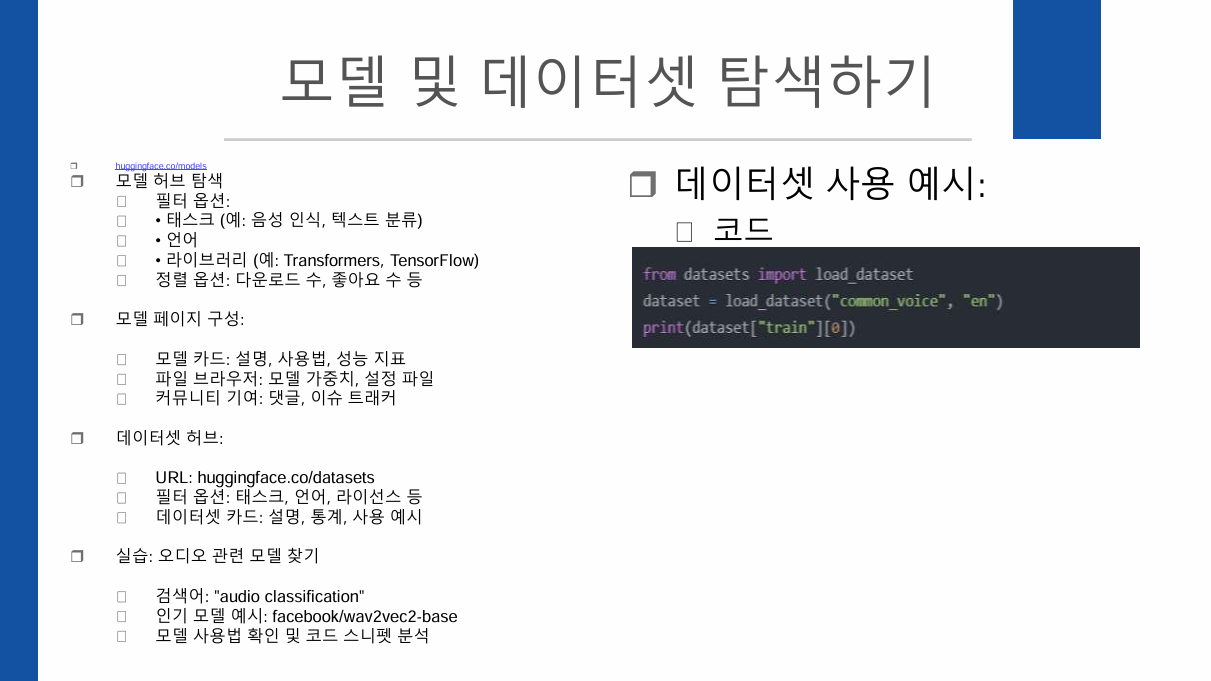 모델 및 데이터셋 탐색하기
huggingface.co/models
모델 허브 탐색
필터 옵션:
• 태스크 (예: 음성 인식, 텍스트 분류)
• 언어
• 라이브러리 (예: Transformers, TensorFlow)
정렬 옵션: 다운로드 수, 좋아요 수 등
모델 페이지 구성:
모델 카드: 설명, 사용법, 성능 지표
파일 브라우저: 모델 가중치, 설정 파일
커뮤니티 기여: 댓글, 이슈 트래커
데이터셋 허브:
URL: huggingface.co/datasets
필터 옵션: 태스크, 언어, 라이선스 등
데이터셋 카드: 설명, 통계, 사용 예시
실습: 오디오 관련 모델 찾기
검색어: "audio classification"
인기 모델 예시: facebook/wav2vec2-base
모델 사용법 확인 및 코드 스니펫 분석
데이터셋 사용 예시:
코드
from datasets import load_dataset
dataset = load_dataset("common_voice", "en")
print(dataset["train"][0])